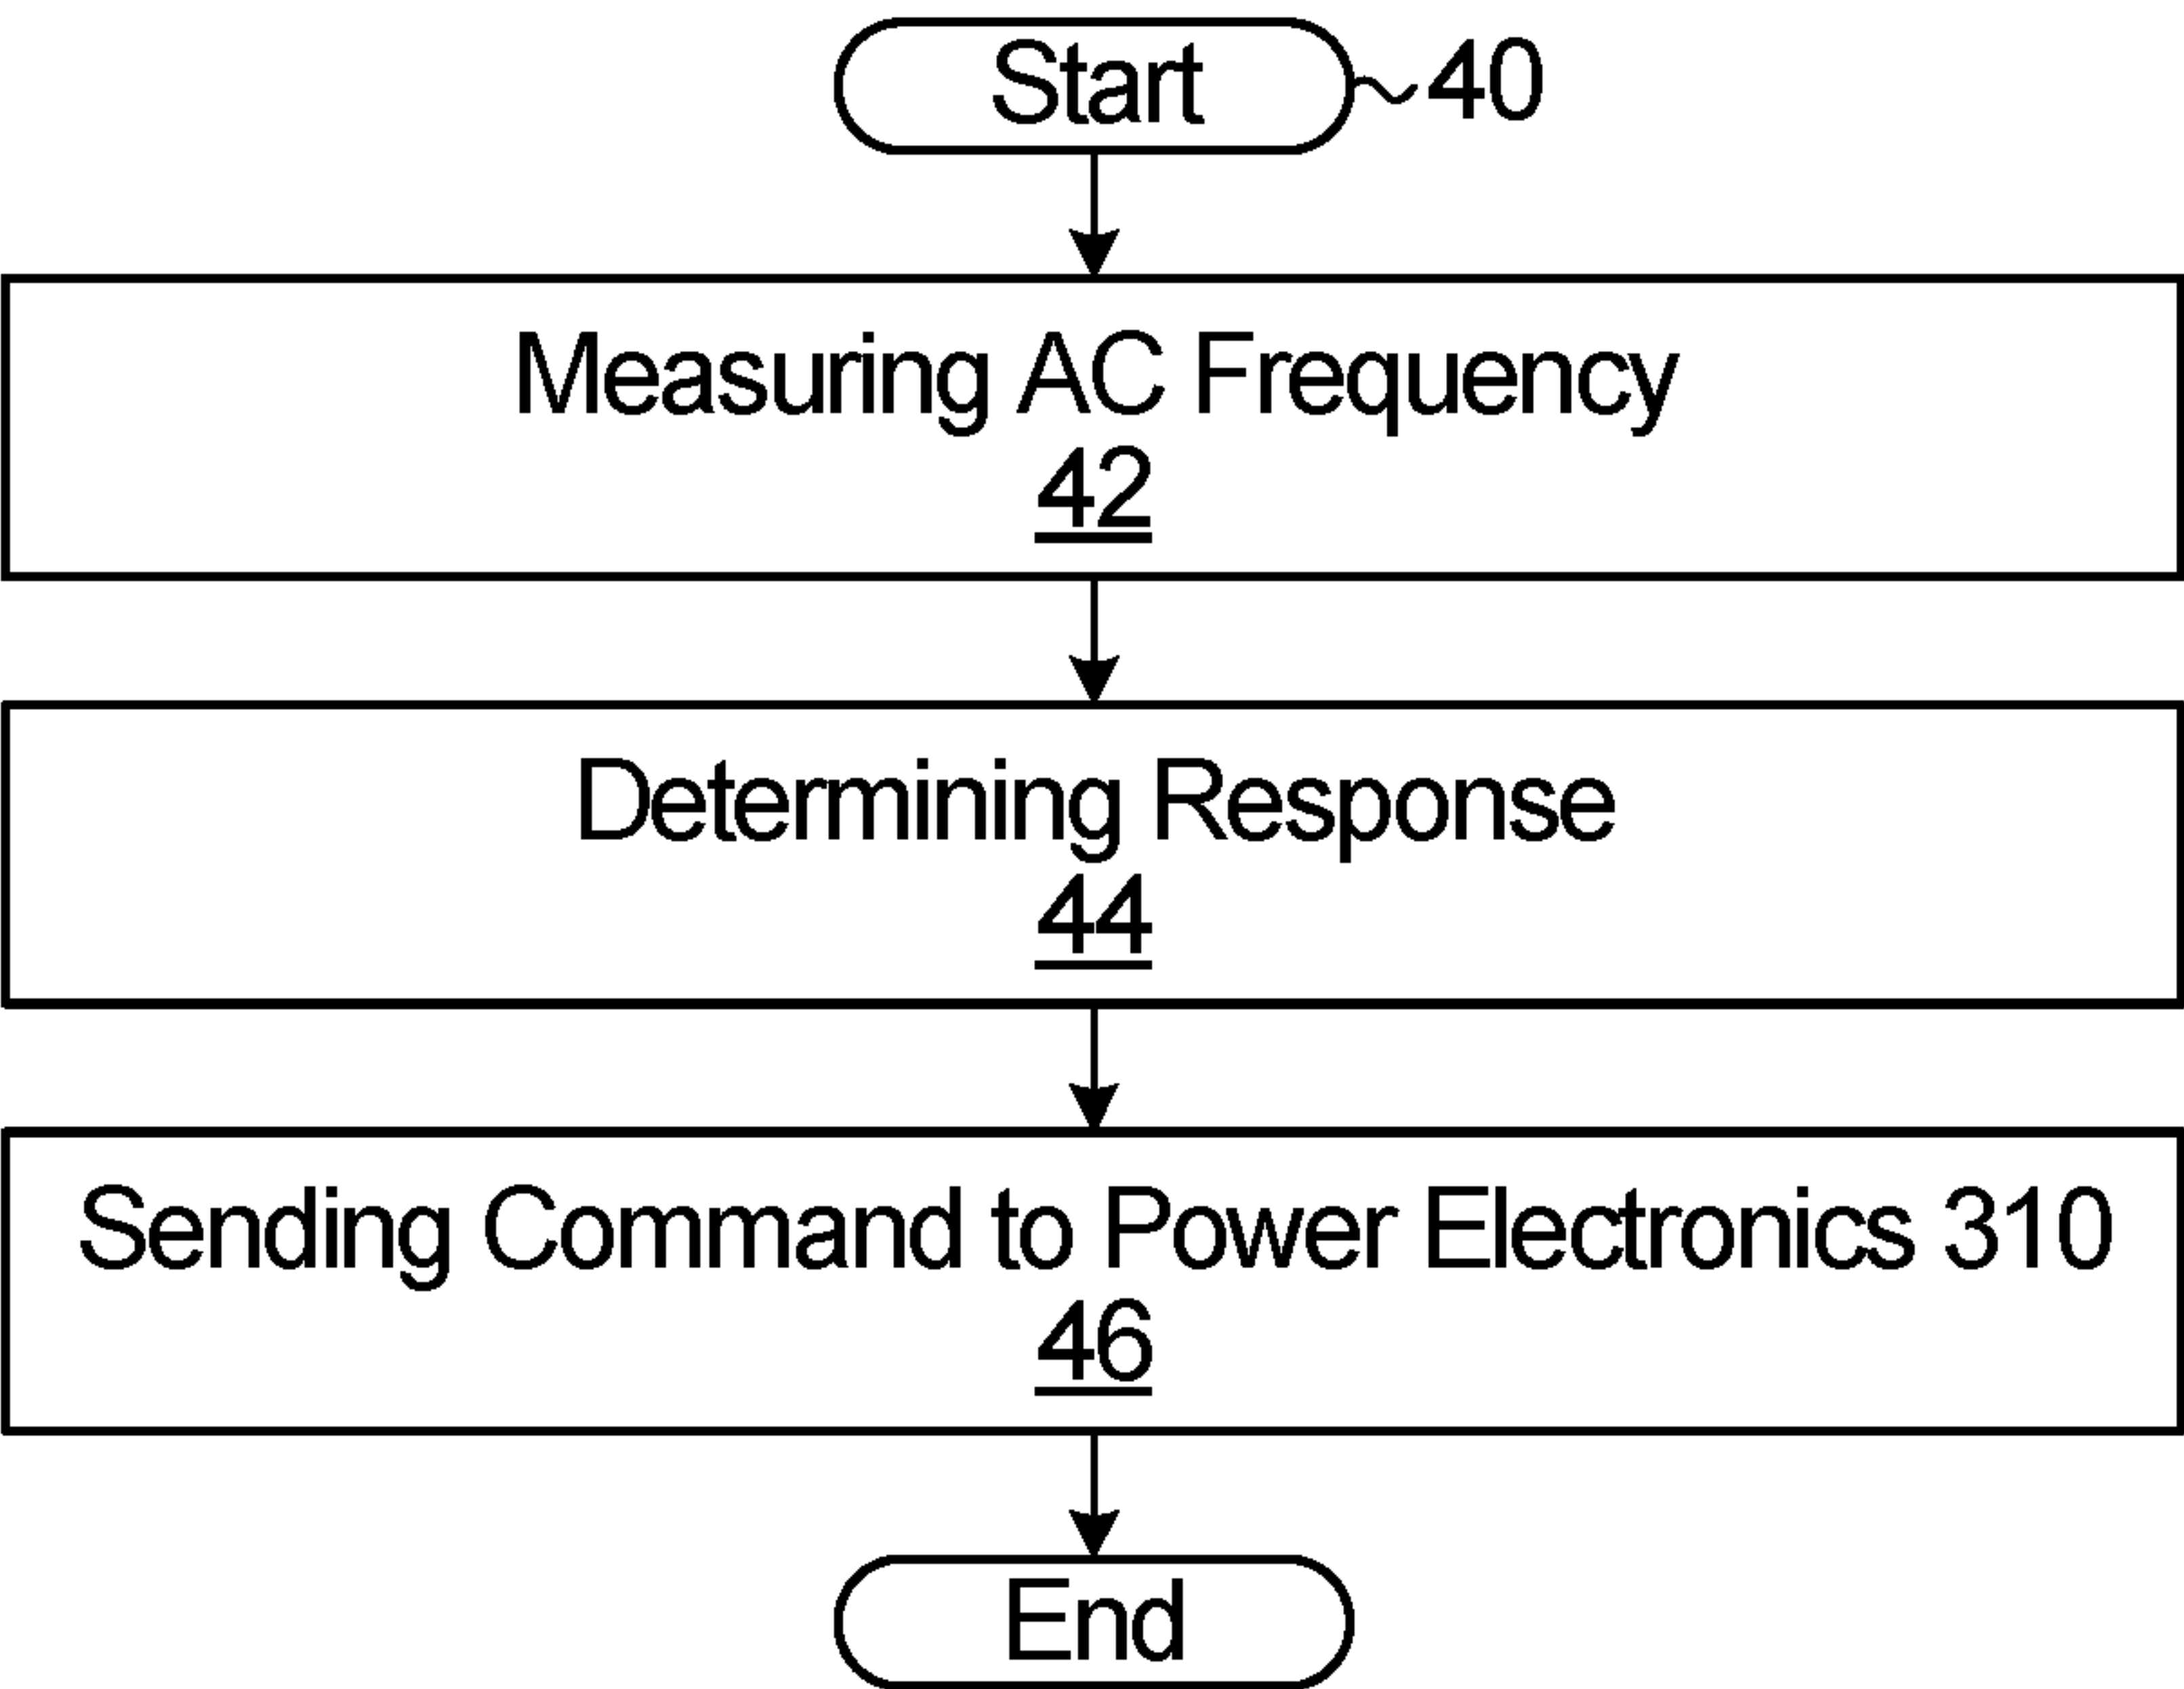 Start 40
Measuring AC Frequency
42
Determining Response
44
Sending Command to Power Electronics 310
46
End